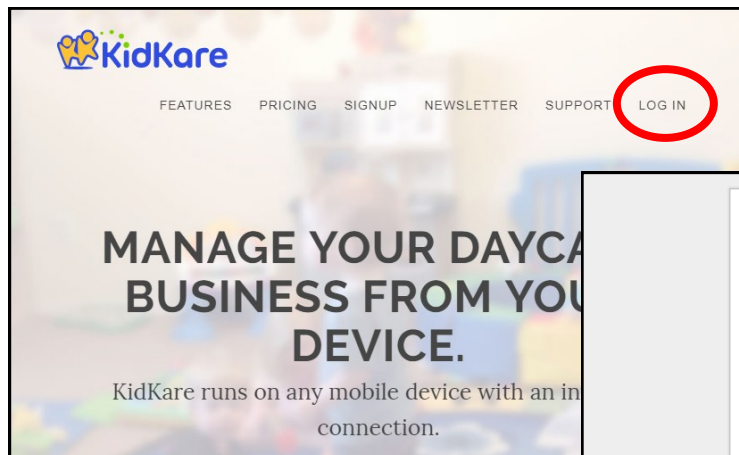 KidKare
FEATURES PRICING SIGNUP NEWSLETTER SUPPORT LOG IN
MANAGE YOUR DAYCA
BUSINESS FROM YOU
DEVICE.
KidKare runs on any mobile device with an in
connection.